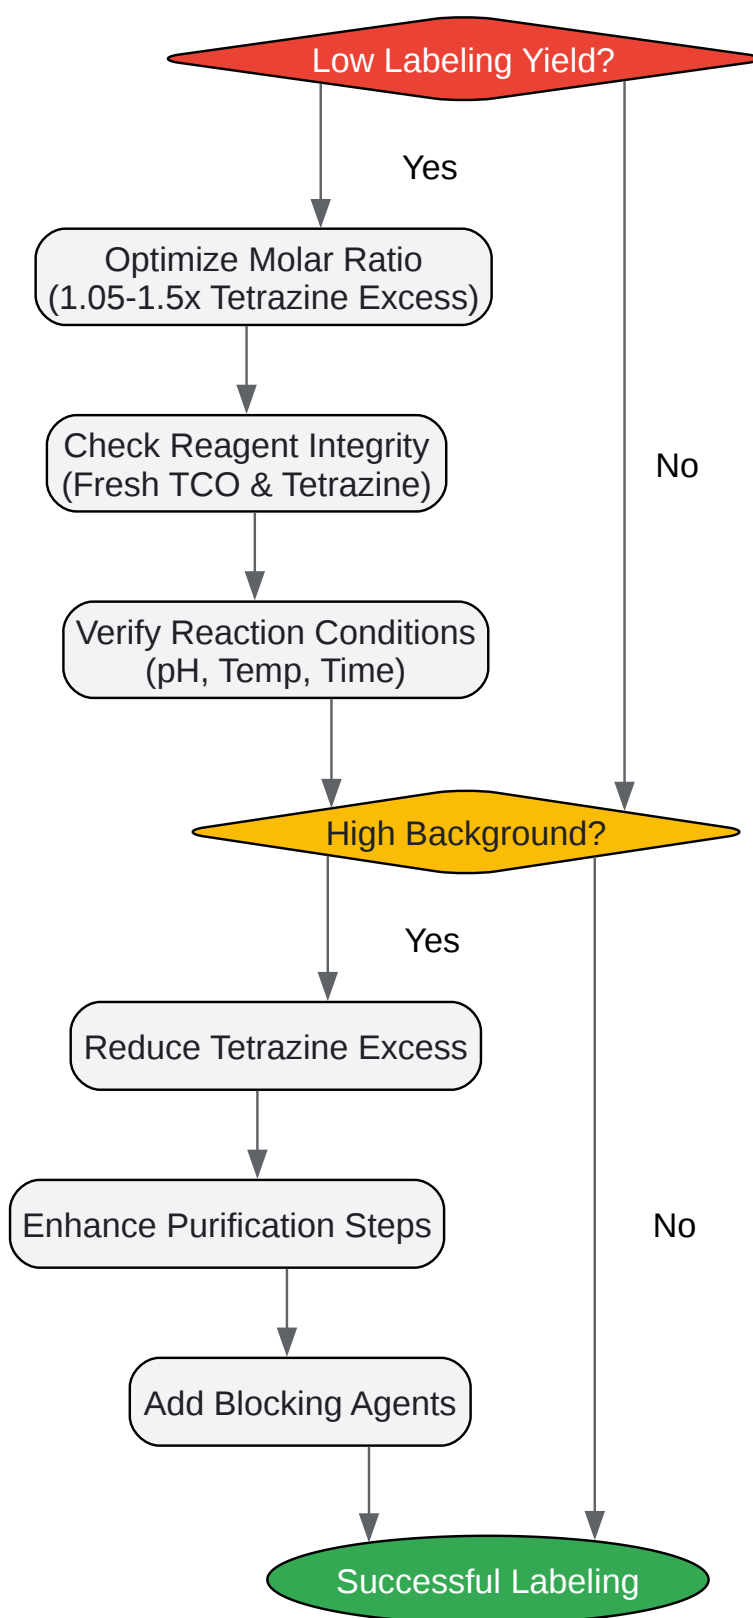 Low Labeling Yield?
Yes
Optimize Molar Ratio
(1.05-1.5x Tetrazine Excess)
Check Reagent Integrity
(Fresh TCO & Tetrazine)
No
Verify Reaction Conditions
(pH, Temp, Time)
High Background?
Yes
Reduce Tetrazine Excess
Enhance Purification Steps
No
Add Blocking Agents
Successful Labeling